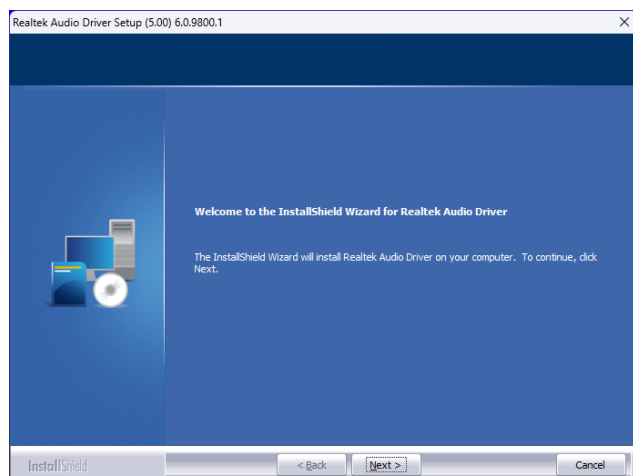 Realtek Audio Driver Setup (5.00) 6.0.9800.1
Welcome to the InstallShield Wizard for Realtek Audio Driver
The InstallShield Wizard will install Realtek Audio Driver on your computer. To continue, click
Next.
InstallShield
< Back
Next >
Cancel